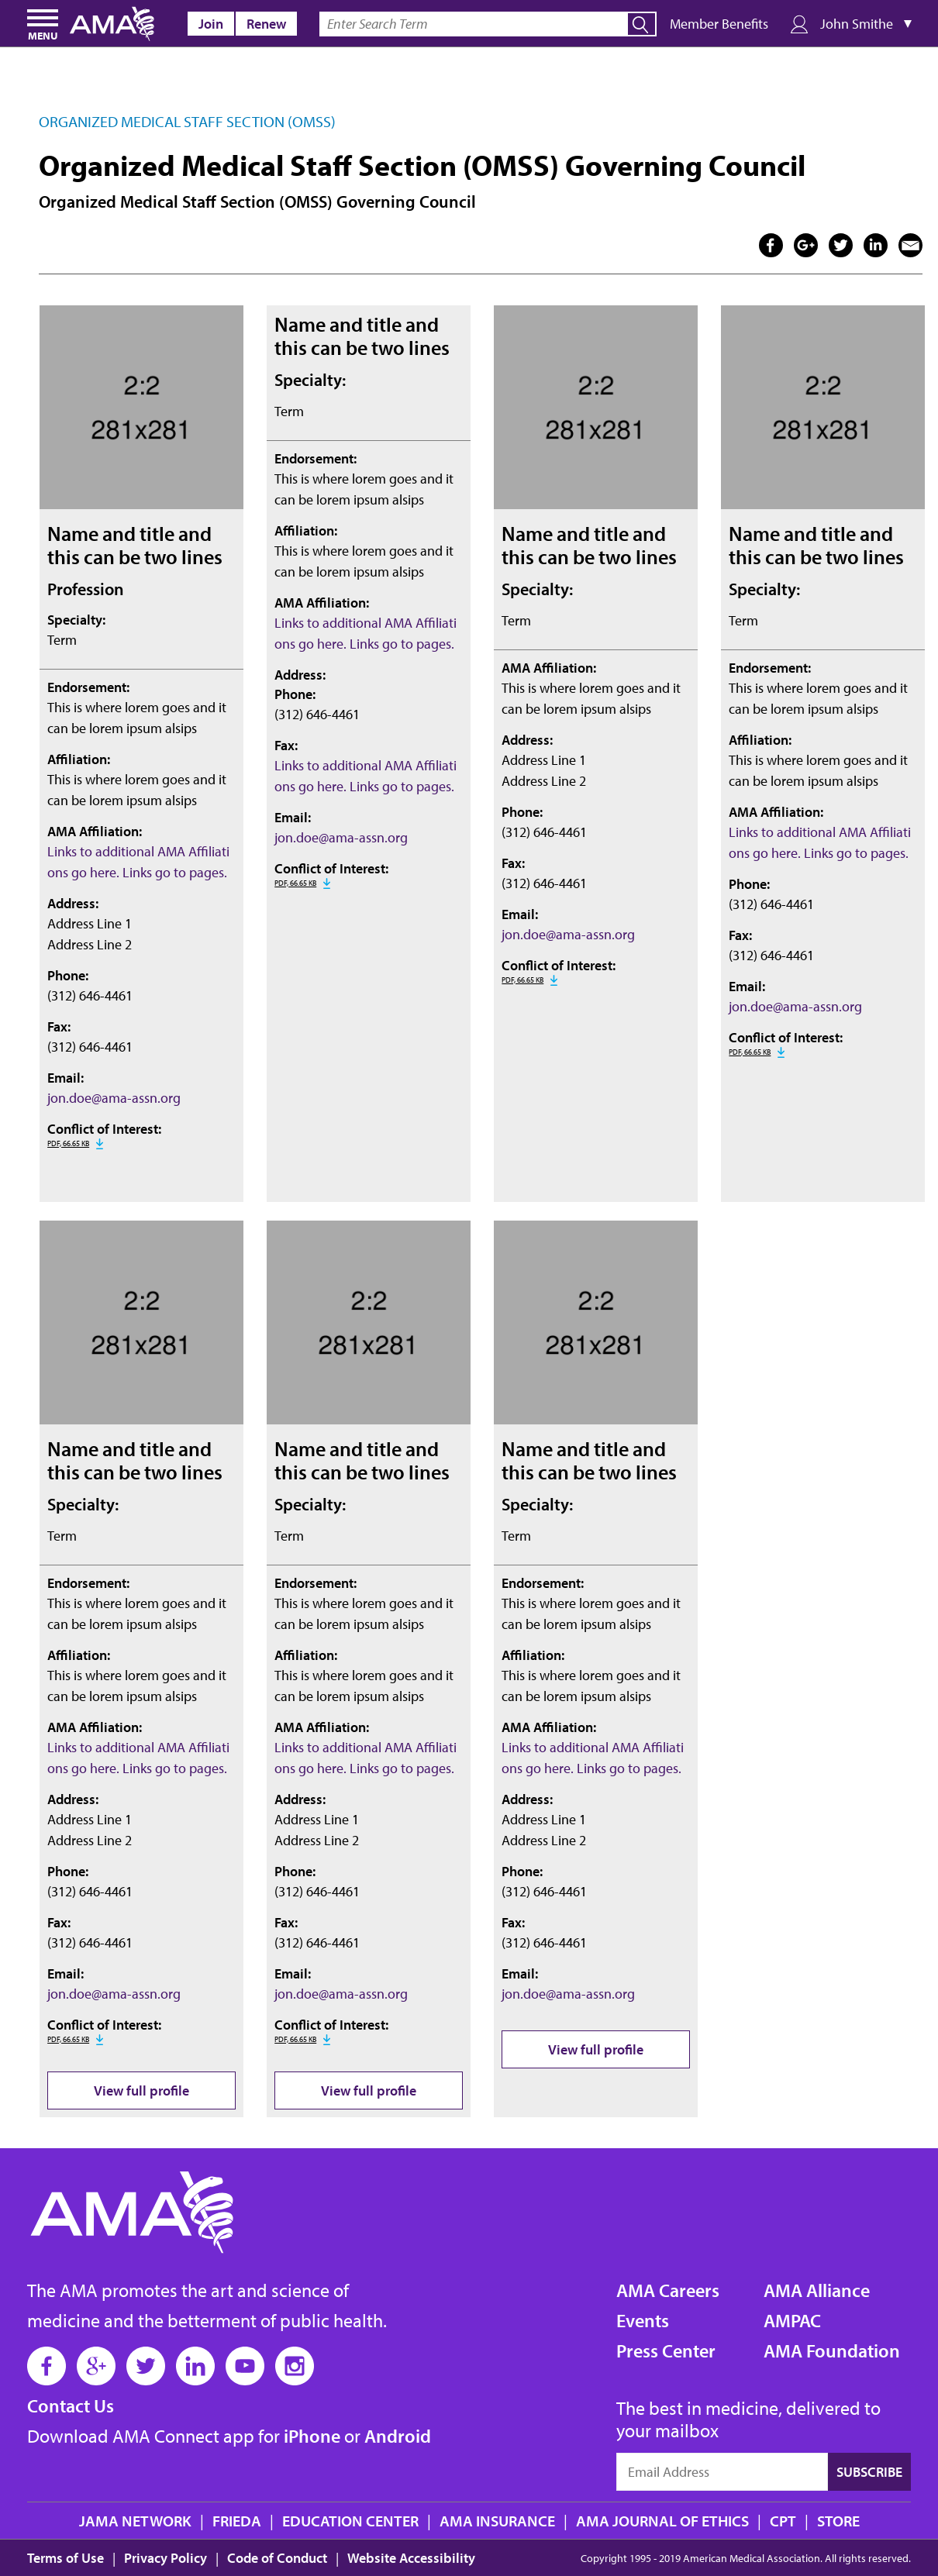 MENU
AMA
Join
Renew
Enter Search Term
Member Benefits
John Smithe
ORGANIZED MEDICAL STAFF SECTION (OMSS)
Organized Medical Staff Section (OMSS) Governing Council
Organized Medical Staff Section (OMSS) Governing Council
2:2
281x281
Name and title and
this can be two lines
Profession
Specialty:
Term
Endorsement:
This is where lorem goes and it
can be lorem ipsum alsips
Affiliation:
This is where lorem goes and it
can be lorem ipsum alsips
AMA Affiliation:
Links to additional AMA Affiliati
ons go here. Links go to pages.
Address:
Address Line 1
Address Line 2
Phone:
(312) 646-4461
Fax:
(312) 646-4461
Email:
jon.doe@ama-assn.org
Conflict of Interest:
PDF, 66.65 KB
Name and title and
this can be two lines
Specialty:
Term
Endorsement:
This is where lorem goes and it
can be lorem ipsum alsips
Affiliation:
This is where lorem goes and it
can be lorem ipsum alsips
AMA Affiliation:
Links to additional AMA Affiliati
ons go here. Links go to pages.
Address:
Phone:
(312) 646-4461
Fax:
Links to additional AMA Affiliati
ons go here. Links go to pages.
Email:
jon.doe@ama-assn.org
Conflict of Interest:
PDF, 66.65 KB
2:2
281x281
Name and title and
this can be two lines
Specialty:
Term
AMA Affiliation:
This is where lorem goes and it
can be lorem ipsum alsips
Address:
Address Line 1
Address Line 2
Phone:
(312) 646-4461
Fax:
(312) 646-4461
Email:
jon.doe@ama-assn.org
Conflict of Interest:
PDF, 66.65 KB
2:2
281x281
Name and title and
this can be two lines
Specialty:
Term
Endorsement:
This is where lorem goes and it
can be lorem ipsum alsips
Affiliation:
This is where lorem goes and it
can be lorem ipsum alsips
AMA Affiliation:
Links to additional AMA Affiliati
ons go here. Links go to pages.
Phone:
(312) 646-4461
Fax:
(312) 646-4461
Email:
jon.doe@ama-assn.org
Conflict of Interest:
PDF, 66.65 KB
2:2
281x281
Name and title and
this can be two lines
Specialty:
Term
Endorsement:
This is where lorem goes and it
can be lorem ipsum alsips
Affiliation:
This is where lorem goes and it
can be lorem ipsum alsips
AMA Affiliation:
Links to additional AMA Affiliati
ons go here. Links go to pages.
Address:
Address Line 1
Address Line 2
Phone:
(312) 646-4461
Fax:
(312) 646-4461
Email:
jon.doe@ama-assn.org
Conflict of Interest:
PDF, 66.65 KB
View full profile
2:2
281x281
Name and title and
this can be two lines
Specialty:
Term
Endorsement:
This is where lorem goes and it
can be lorem ipsum alsips
Affiliation:
This is where lorem goes and it
can be lorem ipsum alsips
AMA Affiliation:
Links to additional AMA Affiliati
ons go here. Links go to pages.
Address:
Address Line 1
Address Line 2
Phone:
(312) 646-4461
Fax:
(312) 646-4461
Email:
jon.doe@ama-assn.org
Conflict of Interest:
PDF, 66.65 KB
View full profile
2:2
281x281
Name and title and
this can be two lines
Specialty:
Term
Endorsement:
This is where lorem goes and it
can be lorem ipsum alsips
Affiliation:
This is where lorem goes and it
can be lorem ipsum alsips
AMA Affiliation:
Links to additional AMA Affiliati
ons go here. Links go to pages.
Address:
Address Line 1
Address Line 2
Phone:
(312) 646-4461
Fax:
(312) 646-4461
Email:
jon.doe@ama-assn.org
View full profile
AMA
The AMA promotes the art and science of
medicine and the betterment of public health.
Contact Us
Download AMA Connect app for iPhone or Android
AMA Careers
Events
Press Center
AMA Alliance
AMPAC
AMA Foundation
The best in medicine, delivered to
your mailbox
Email Address
SUBSCRIBE
JAMA NETWORK | FRIEDA | EDUCATION CENTER | AMA INSURANCE | AMA JOURNAL OF ETHICS | CPT | STORE
Terms of Use | Privacy Policy | Code of Conduct | Website Accessibility
Copyright 1995 - 2019 American Medical Association. All rights reserved.